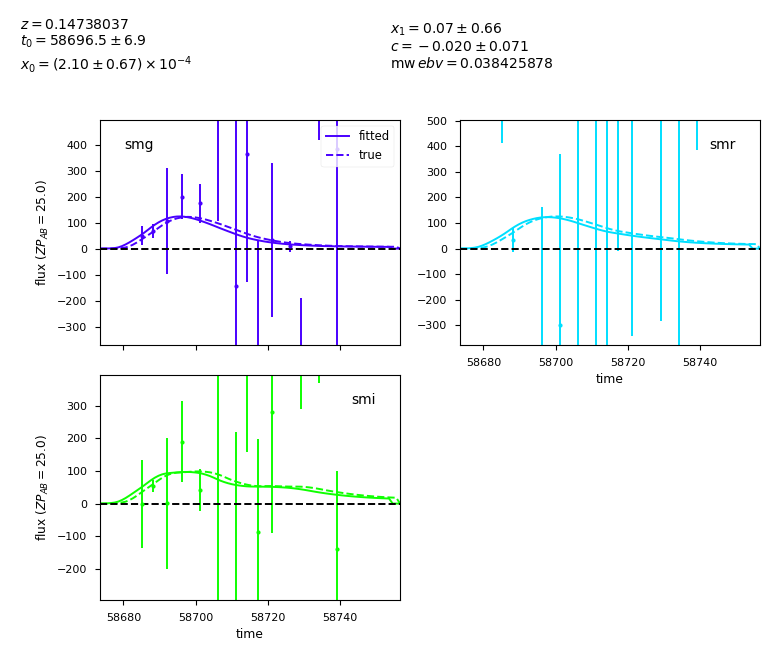 z = 0.14738037
t₀ = 58696.5 ± 6.9
x₀ = (2.10 ± 0.67) × 10⁻⁴
x₁ = 0.07 ± 0.66
c = −0.020 ± 0.071
mw ebv = 0.038425878
smg
fitted
true
400
300
200
100
0
−100
−200
−300
flux (ZP_AB = 25.0)
smr
500
400
300
200
100
0
−100
−200
−300
58680 58700 58720 58740
time
smi
300
200
100
0
−100
−200
flux (ZP_AB = 25.0)
58680 58700 58720 58740
time